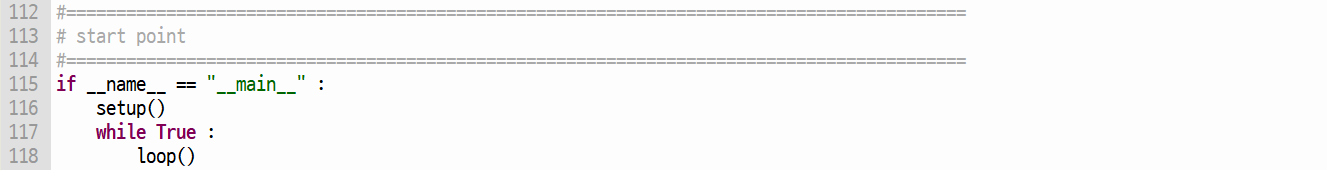 112 #==========================================================================================
113 # start point
114 #==========================================================================================
115 if __name__ == "__main__" :
116     setup()
117     while True :
118         loop()